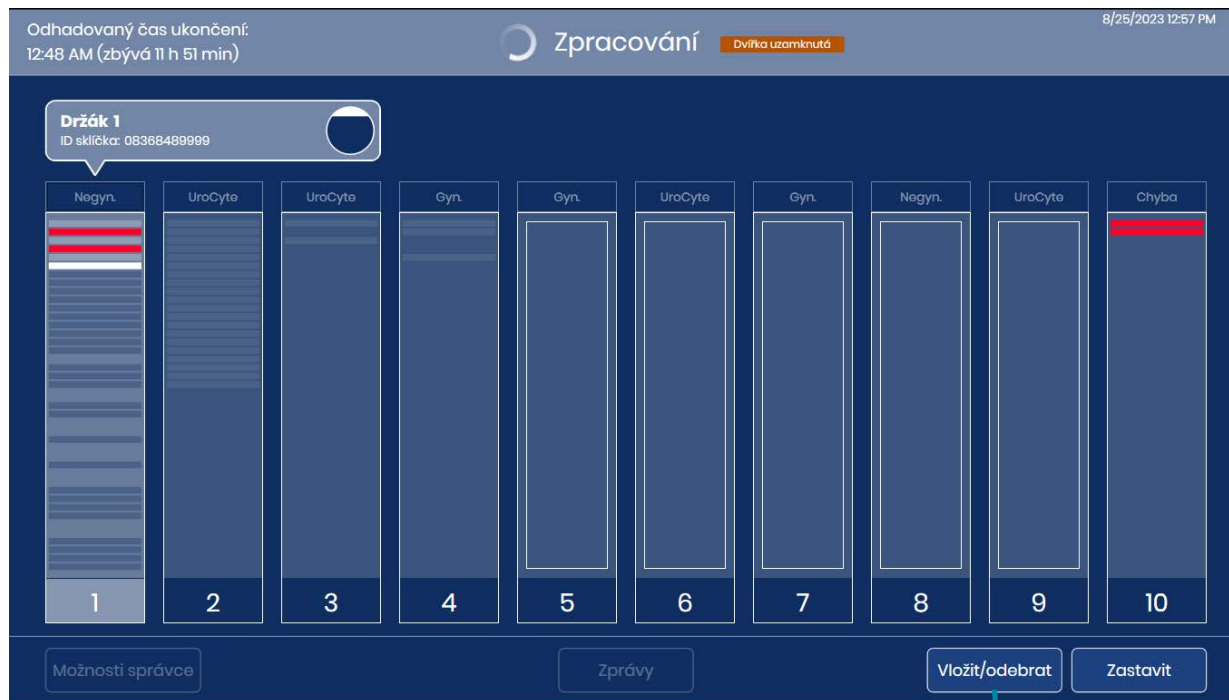 Odhadovaný čas ukončení:
12:48 AM (zbývá 11 h 51 min)
Zpracování
Dvířka uzamknutá
8/25/2023 12:57 PM
Držák 1
ID sklíčka: 08368489999
Negyn.
UroCyte
UroCyte
Gyn.
Gyn.
UroCyte
Gyn.
Negyn.
UroCyte
Chyba
1
2
3
4
5
6
7
8
9
10
Možnosti správce
Zprávy
Vložit/odebrat
Zastavit